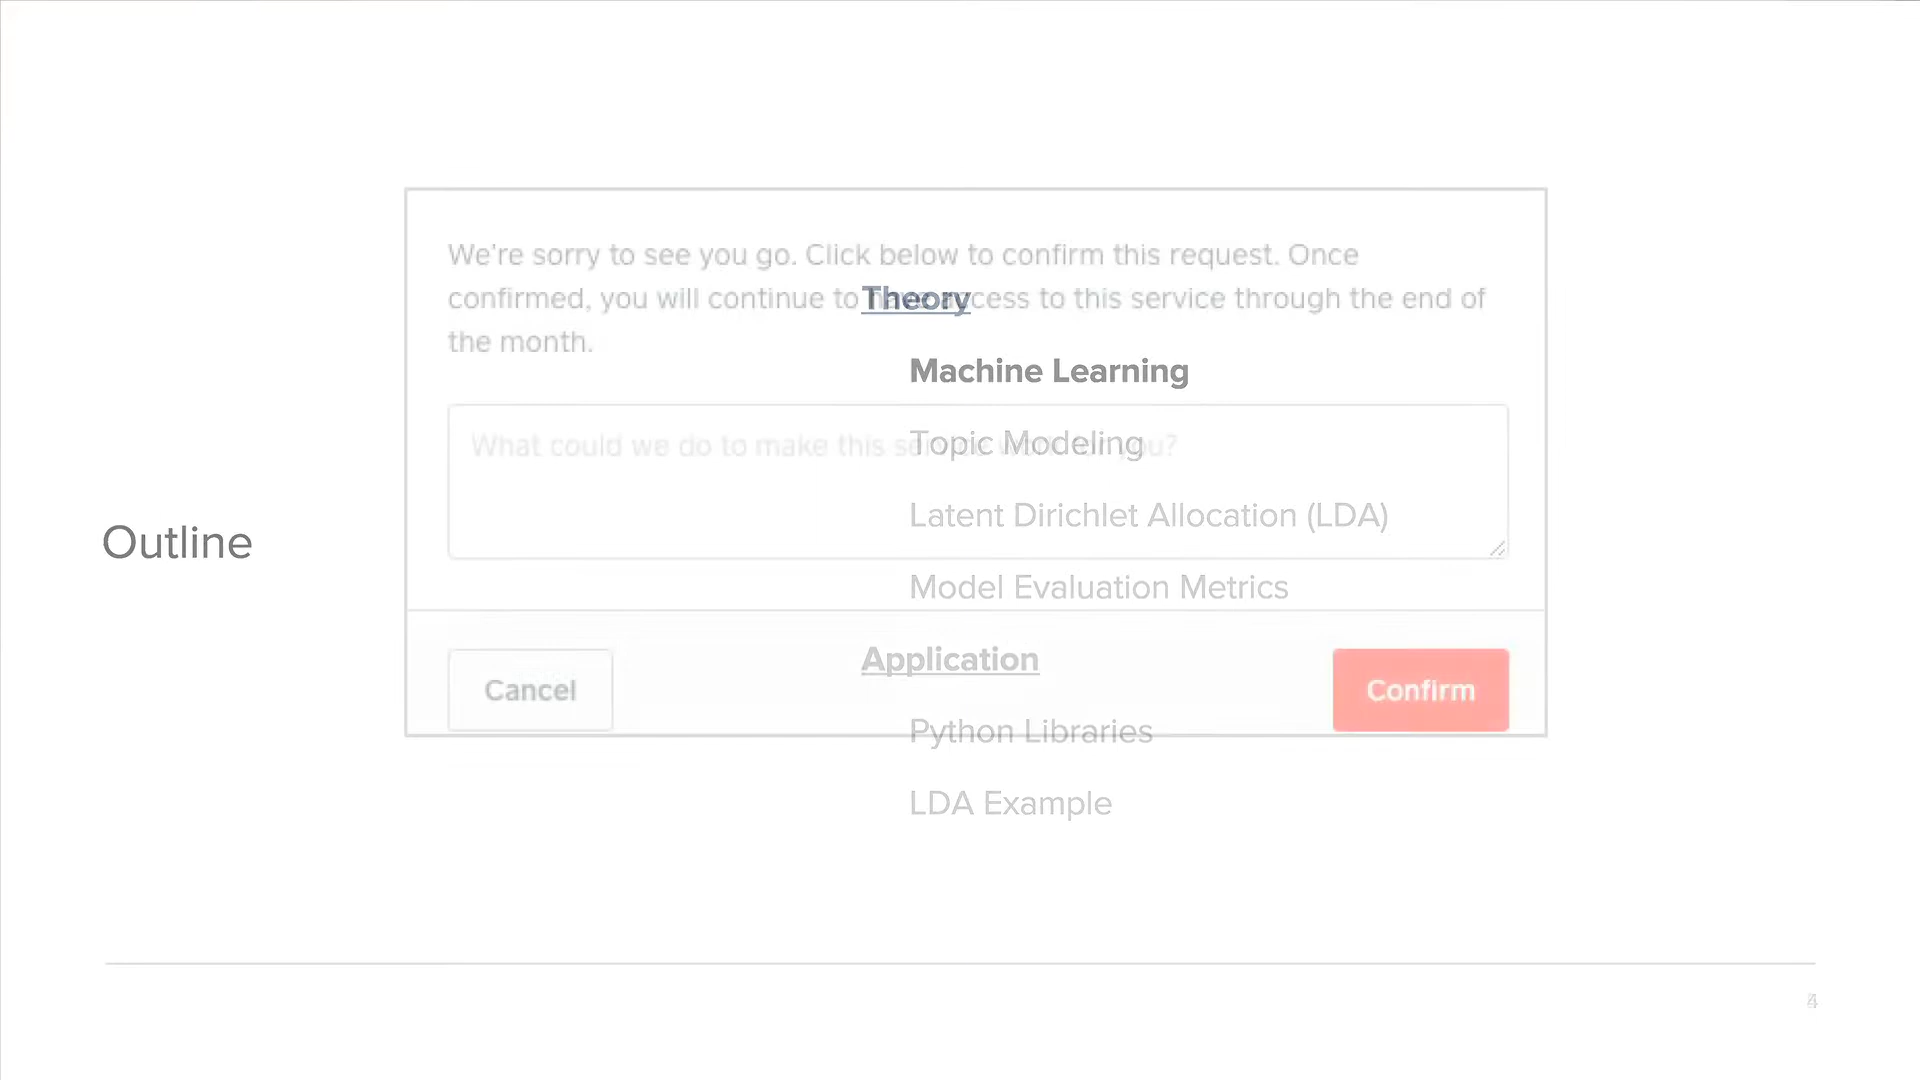 We're sorry to see you go. Click below to confirm this request. Once
confirmed, you will continue to access to this service through the end of
the month.
What could we do to make this you?
Cancel
Confirm
Outline
Theory
Machine Learning
Topic Modeling
Latent Dirichlet Allocation (LDA)
Model Evaluation Metrics
Application
Python Libraries
LDA Example
4